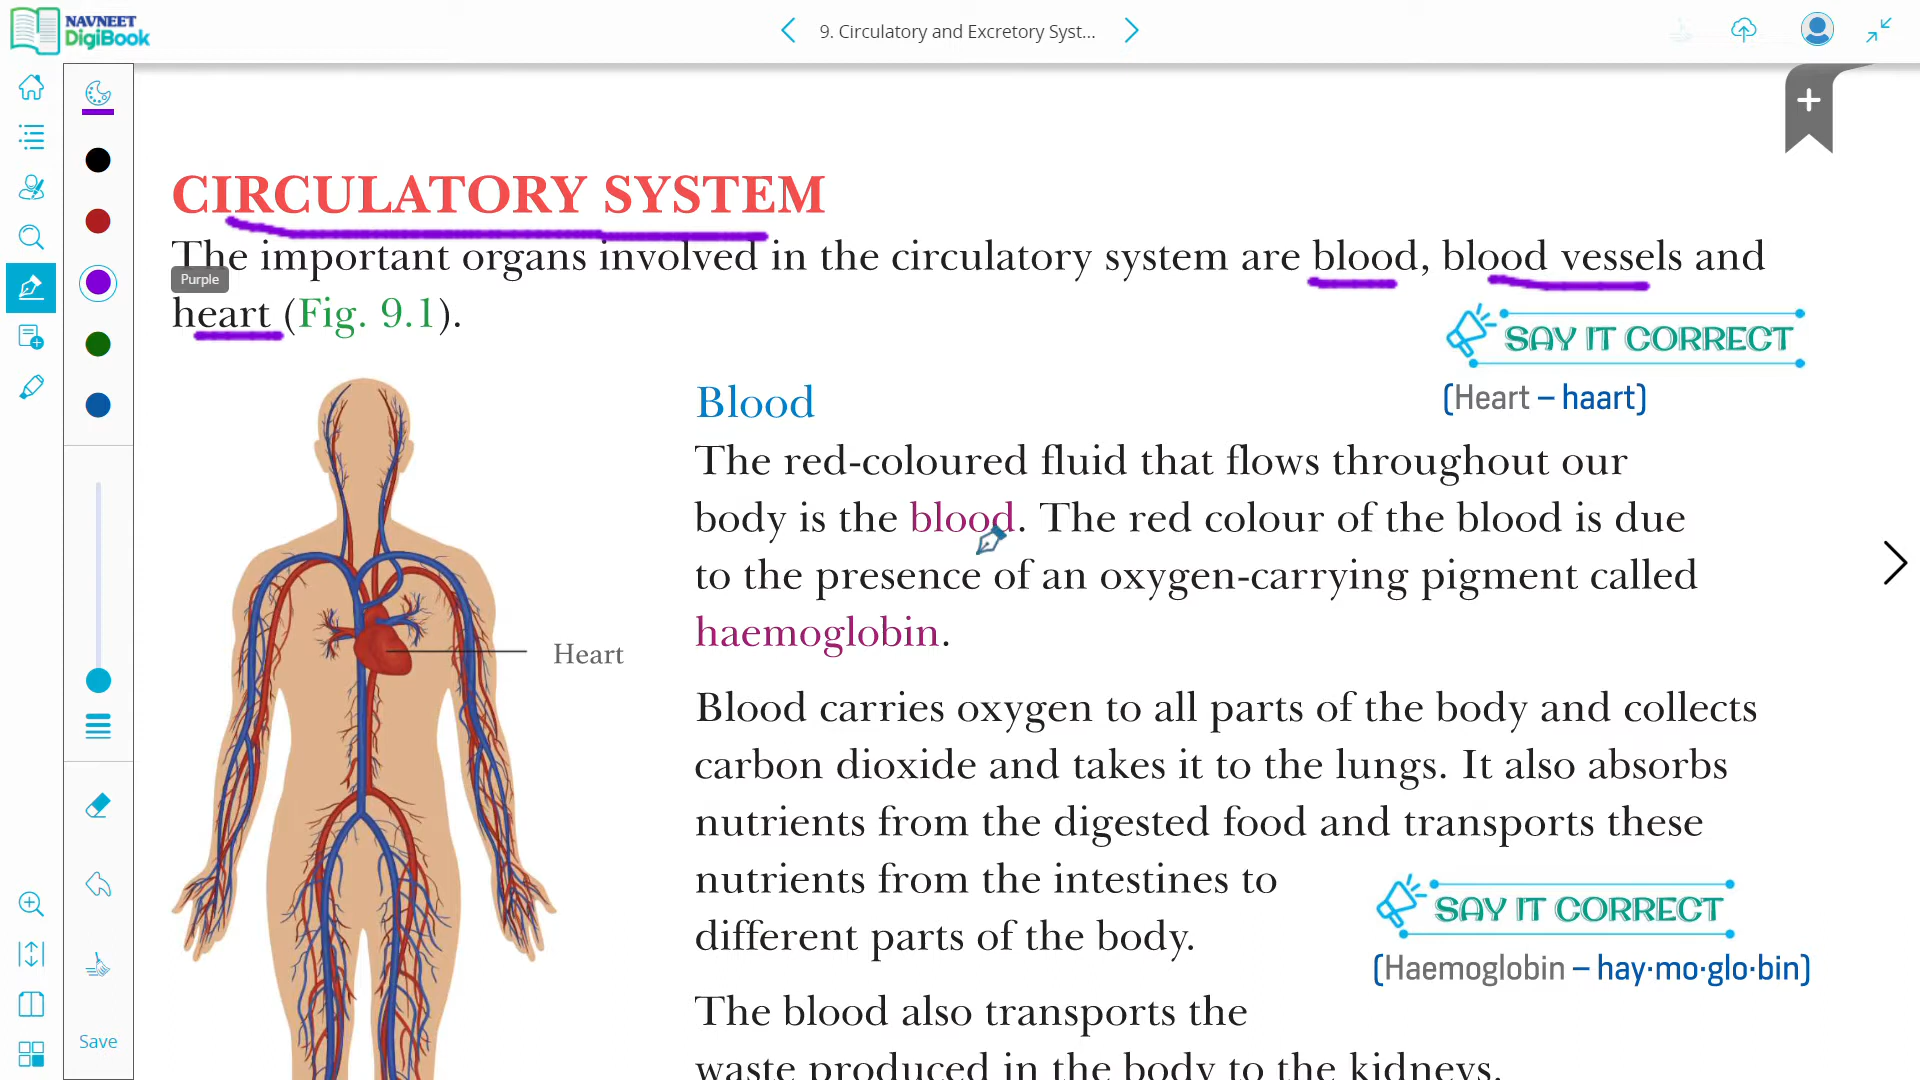 NAVNEET
DigiBook
9. Circulatory and Excretory Syst...
CIRCULATORY SYSTEM
The important organs involved in the circulatory system are blood, blood vessels and
Purple
heart (Fig. 9.1).
SAY IT CORRECT
(Heart – haart)
Blood
The red-coloured fluid that flows throughout our
body is the blood. The red colour of the blood is due
to the presence of an oxygen-carrying pigment called
haemoglobin.
Heart
Blood carries oxygen to all parts of the body and collects
carbon dioxide and takes it to the lungs. It also absorbs
nutrients from the digested food and transports these
nutrients from the intestines to
different parts of the body.
SAY IT CORRECT
(Haemoglobin – hay·mo·glo·bin)
The blood also transports the
waste produced in the body to the kidneys.
Save